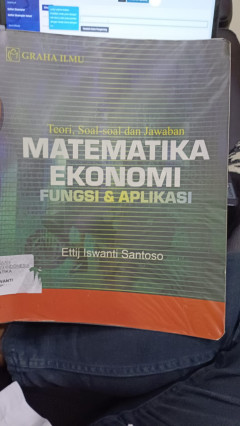 GRAHA ILMU
Teori, Soal-soal dan Jawaban
MATEMATIKA
EKONOMI
FUNGSI & APLIKASI
Ettij Iswanti Santoso